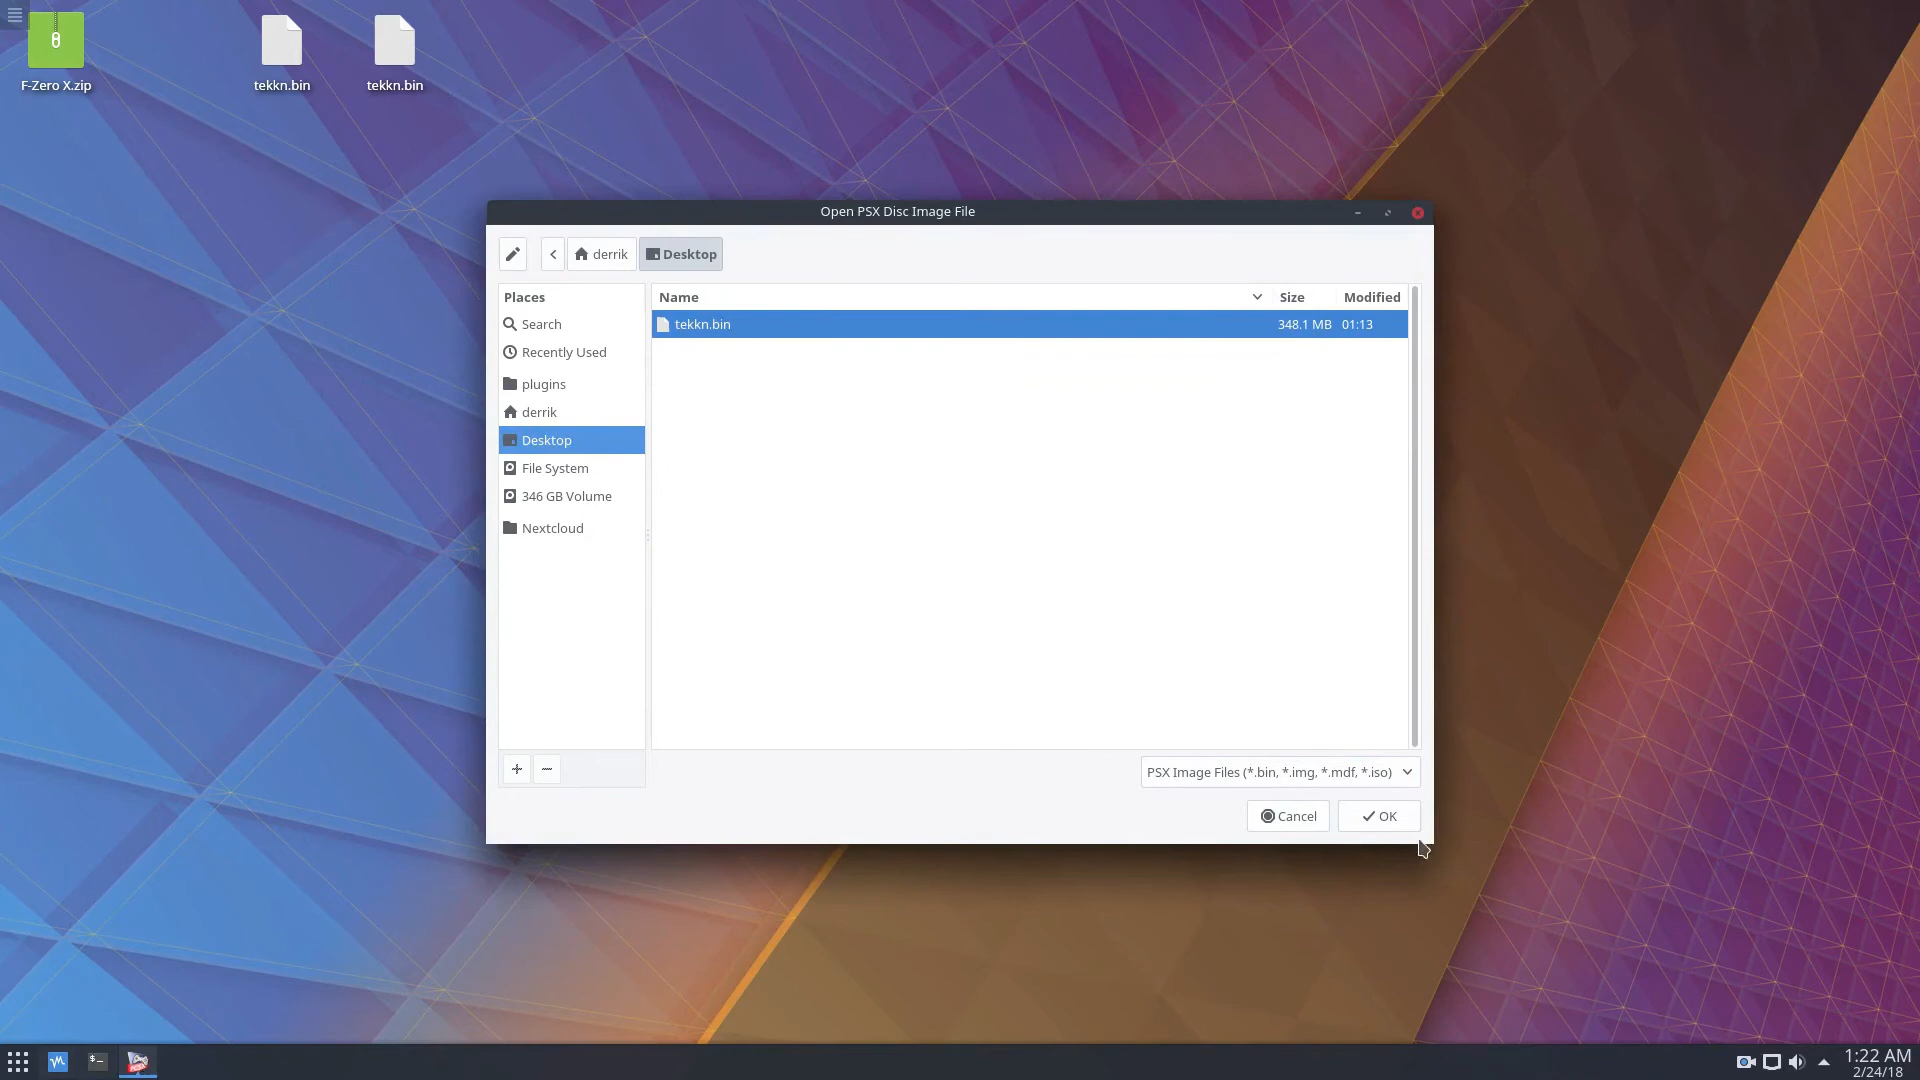 F-Zero X.zip
tekkn.bin
tekkn.bin
Open PSX Disc Image File
derrik
Desktop
Places
Search
Recently Used
plugins
derrik
Desktop
File System
346 GB Volume
Nextcloud
Name Size Modified
tekkn.bin 348.1 MB 01:13
PSX Image Files (*.bin, *.img, *.mdf, *.iso)
Cancel
OK
1:22 AM
2/24/18